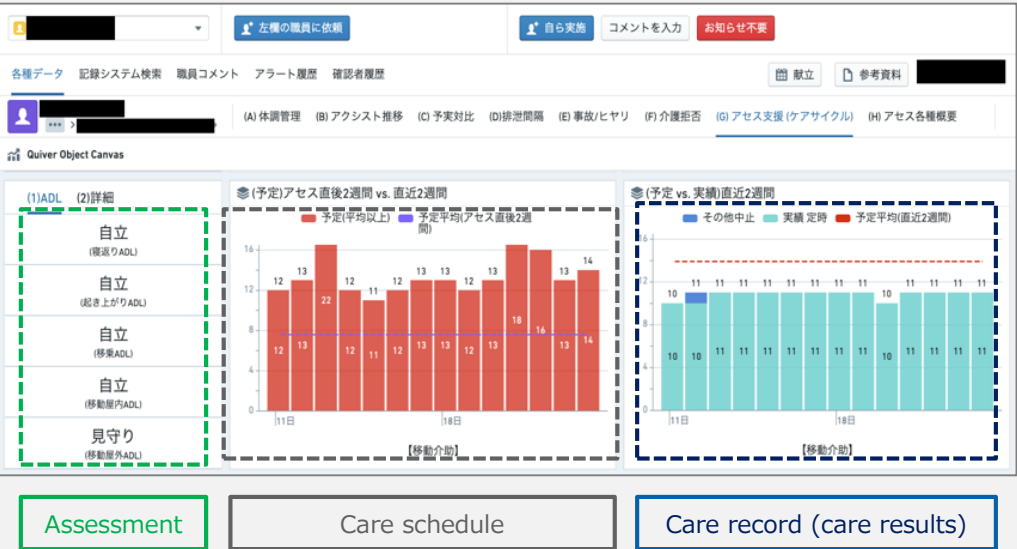 左欄の職員に依頼
自ら実施
コメントを入力
お知らせ不要
各種データ 記録システム検索 職員コメント アラート履歴 確認者履歴
献立
参考資料
(A) 体調管理 (B) アクシスト推移 (C) 予実対比 (D)排泄間隔 (E) 事故/ヒヤリ (F) 介護拒否 (G) アセス支援 (ケアサイクル) (H) アセス各種概要
Quiver Object Canvas
(1)ADL (2)詳細
自立
(寝返りADL)
自立
(起き上がりADL)
自立
(移乗ADL)
自立
(移動屋内ADL)
見守り
(移動屋外ADL)
(予定)アセス直後2週間 vs. 直近2週間
予定(平均以上) 予定平均(アセス直後2週
間)
16
12
8
4
0
12 13 12 11 12 13 13 12 13 13 14
12 13 22 12 11 12 13 13 12 13 18 16 13 14
11日 18日
【移動介助】
(予定 vs. 実績)直近2週間
その他中止 実績 定時 予定平均(直近2週間)
16
12
8
4
0
10 11 11 11 11 11 11 11 11 10 11 11 11 11
10 10 11 11 11 11 11 11 11 10 11 11 11 11
11日 18日
【移動介助】
Assessment
Care schedule
Care record (care results)